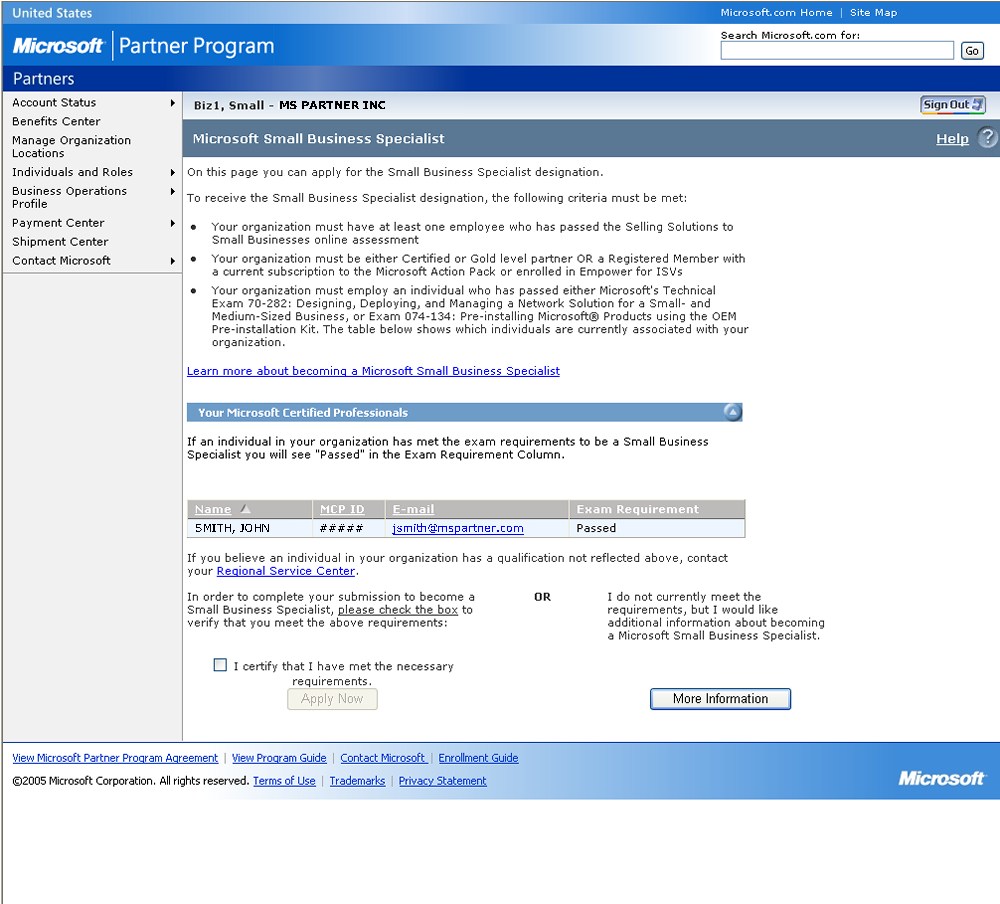 United States
Microsoft.com Home | Site Map
Microsoft | Partner Program
Search Microsoft.com for:
Go
Partners
Account Status
Benefits Center
Manage Organization
Locations
Individuals and Roles
Business Operations
Profile
Payment Center
Shipment Center
Contact Microsoft
Biz1, Small - MS PARTNER INC
Sign Out
Microsoft Small Business Specialist
Help ?
On this page you can apply for the Small Business Specialist designation.
To receive the Small Business Specialist designation, the following criteria must be met:
• Your organization must have at least one employee who has passed the Selling Solutions to
Small Businesses online assessment
• Your organization must be either Certified or Gold level partner OR a Registered Member with
a current subscription to the Microsoft Action Pack or enrolled in Empower for ISVs
• Your organization must employ an individual who has passed either Microsoft's Technical
Exam 70-282: Designing, Deploying, and Managing a Network Solution for a Small- and
Medium-Sized Business, or Exam 074-134: Pre-installing Microsoft® Products using the OEM
Pre-installation Kit. The table below shows which individuals are currently associated with your
organization.
Learn more about becoming a Microsoft Small Business Specialist
Your Microsoft Certified Professionals
If an individual in your organization has met the exam requirements to be a Small Business
Specialist you will see "Passed" in the Exam Requirement Column.
Name MCP ID E-mail Exam Requirement
SMITH, JOHN ##### jsmith@mspartner.com Passed
If you believe an individual in your organization has a qualification not reflected above, contact
your Regional Service Center.
In order to complete your submission to become a
Small Business Specialist, please check the box to
verify that you meet the above requirements:
I certify that I have met the necessary
requirements.
Apply Now
OR
I do not currently meet the
requirements, but I would like
additional information about becoming
a Microsoft Small Business Specialist.
More Information
View Microsoft Partner Program Agreement | View Program Guide | Contact Microsoft | Enrollment Guide
©2005 Microsoft Corporation. All rights reserved. Terms of Use | Trademarks | Privacy Statement
Microsoft